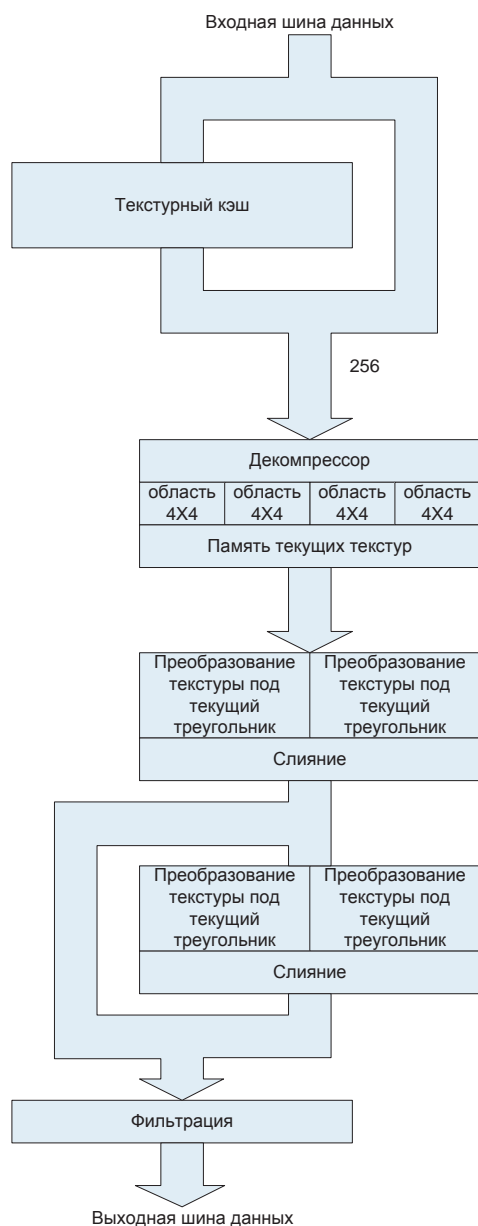 Входная шина данных
Текстурный кэш
256
Декомпрессор
область
4X4
область
4X4
область
4X4
область
4X4
Память текущих текстур
Преобразование
текстуры под
текущий
треугольник
Преобразование
текстуры под
текущий
треугольник
Слияние
Преобразование
текстуры под
текущий
треугольник
Преобразование
текстуры под
текущий
треугольник
Слияние
Фильтрация
Выходная шина данных